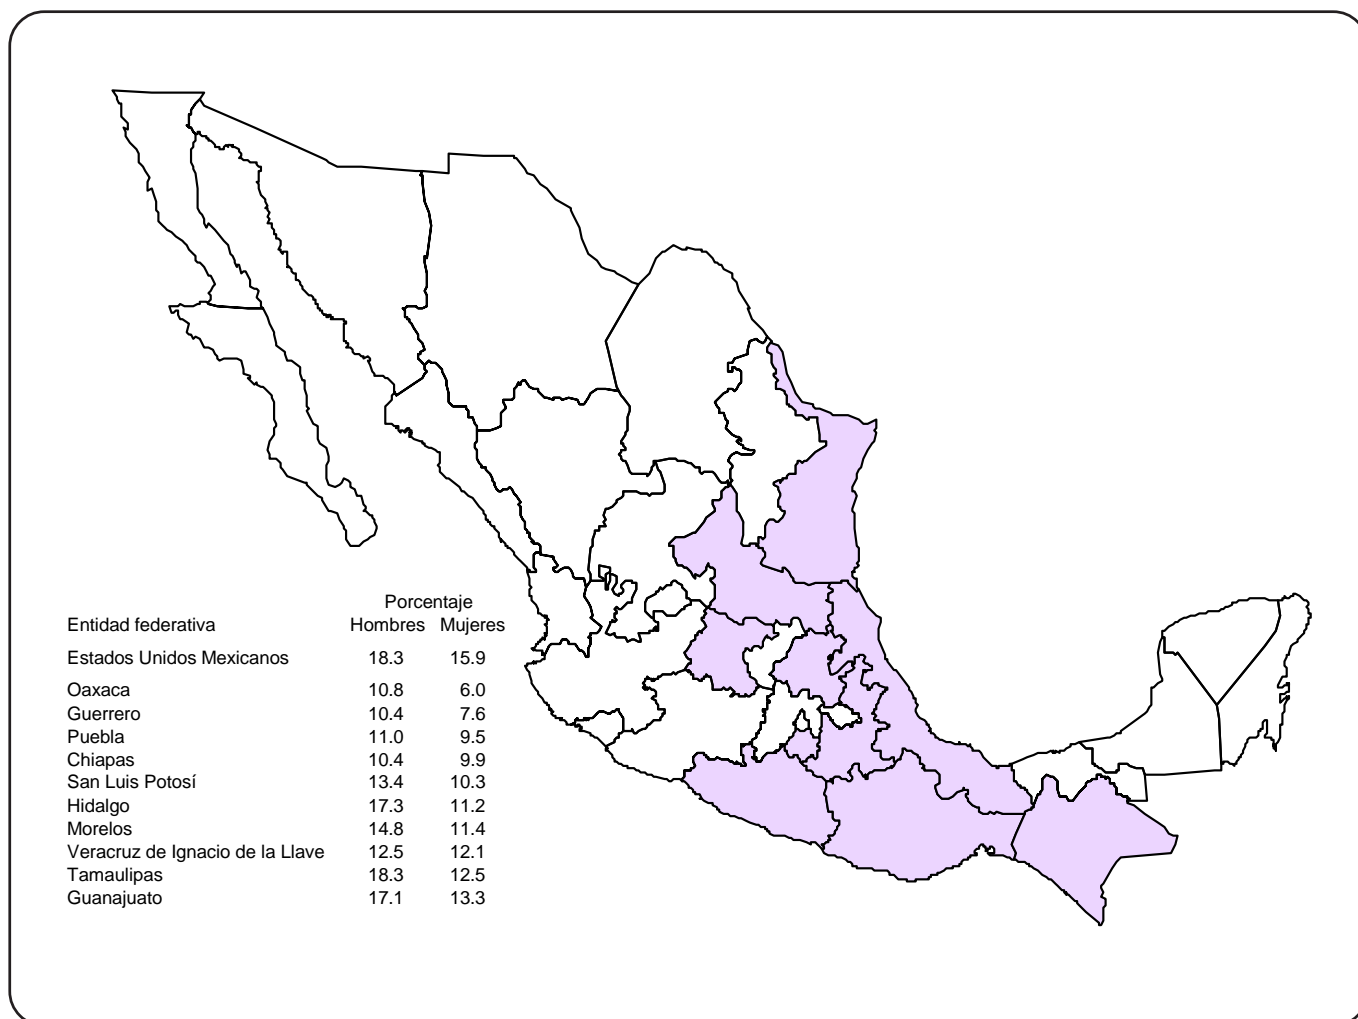 Porcentaje
Entidad federativa Hombres Mujeres
Estados Unidos Mexicanos 18.3 15.9
Oaxaca 10.8 6.0
Guerrero 10.4 7.6
Puebla 11.0 9.5
Chiapas 10.4 9.9
San Luis Potosí 13.4 10.3
Hidalgo 17.3 11.2
Morelos 14.8 11.4
Veracruz de Ignacio de la Llave 12.5 12.1
Tamaulipas 18.3 12.5
Guanajuato 17.1 13.3